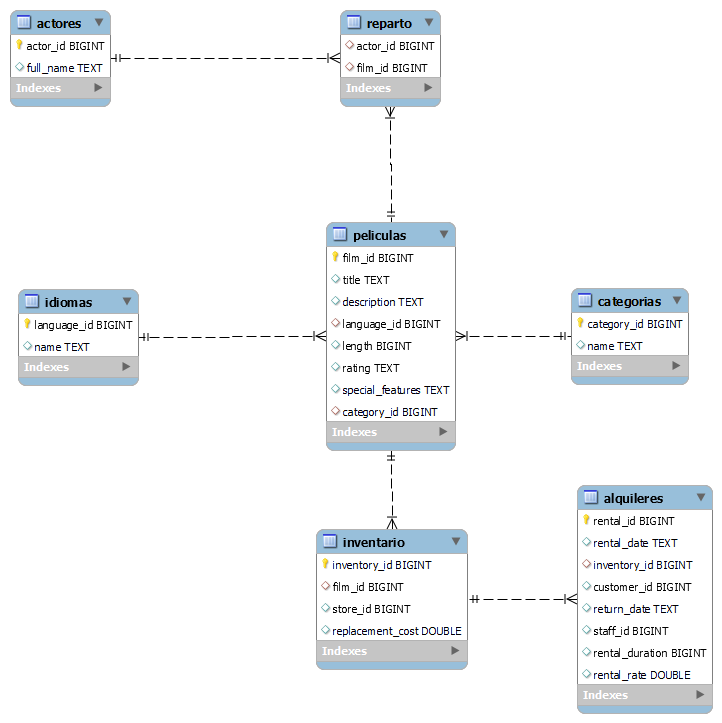 actores
actor_id BIGINT
full_name TEXT
Indexes
reparto
actor_id BIGINT
film_id BIGINT
Indexes
peliculas
film_id BIGINT
title TEXT
description TEXT
language_id BIGINT
length BIGINT
rating TEXT
special_features TEXT
category_id BIGINT
Indexes
idiomas
language_id BIGINT
name TEXT
Indexes
categorias
category_id BIGINT
name TEXT
Indexes
inventario
inventory_id BIGINT
film_id BIGINT
store_id BIGINT
replacement_cost DOUBLE
Indexes
alquileres
rental_id BIGINT
rental_date TEXT
inventory_id BIGINT
customer_id BIGINT
return_date TEXT
staff_id BIGINT
rental_duration BIGINT
rental_rate DOUBLE
Indexes